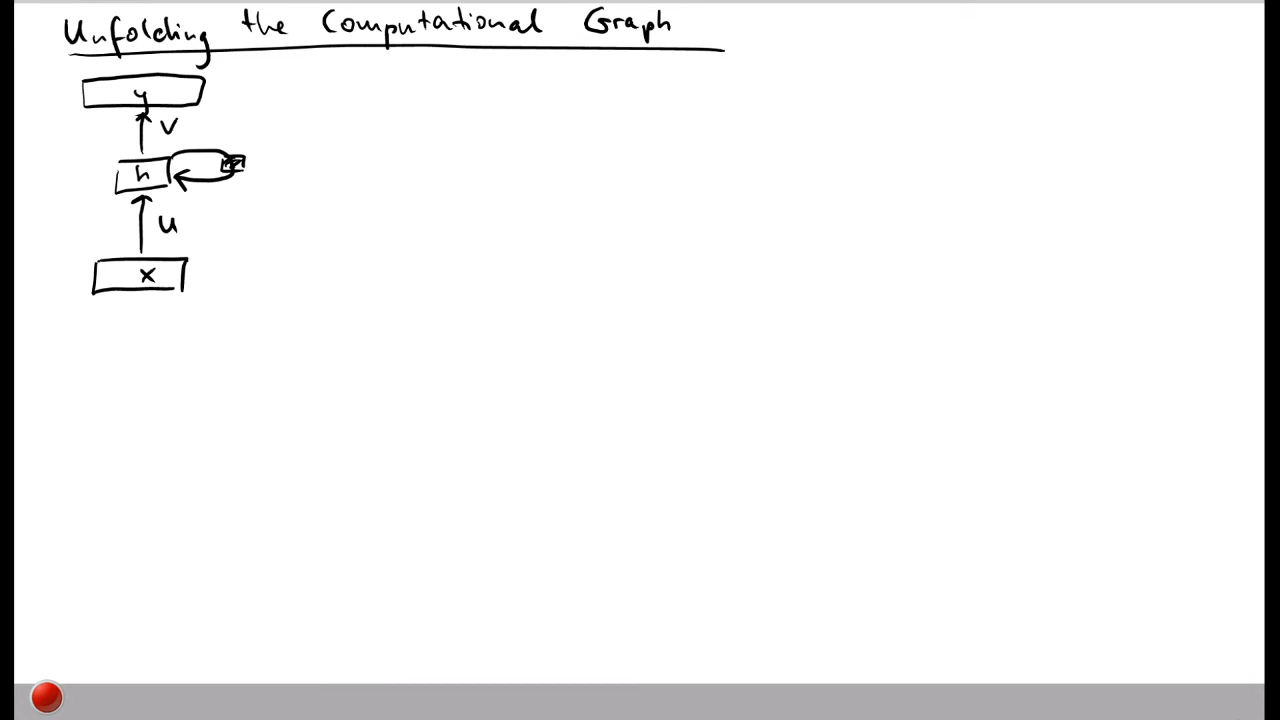 Unfolding the Computational Graph
y
V
h
U
x